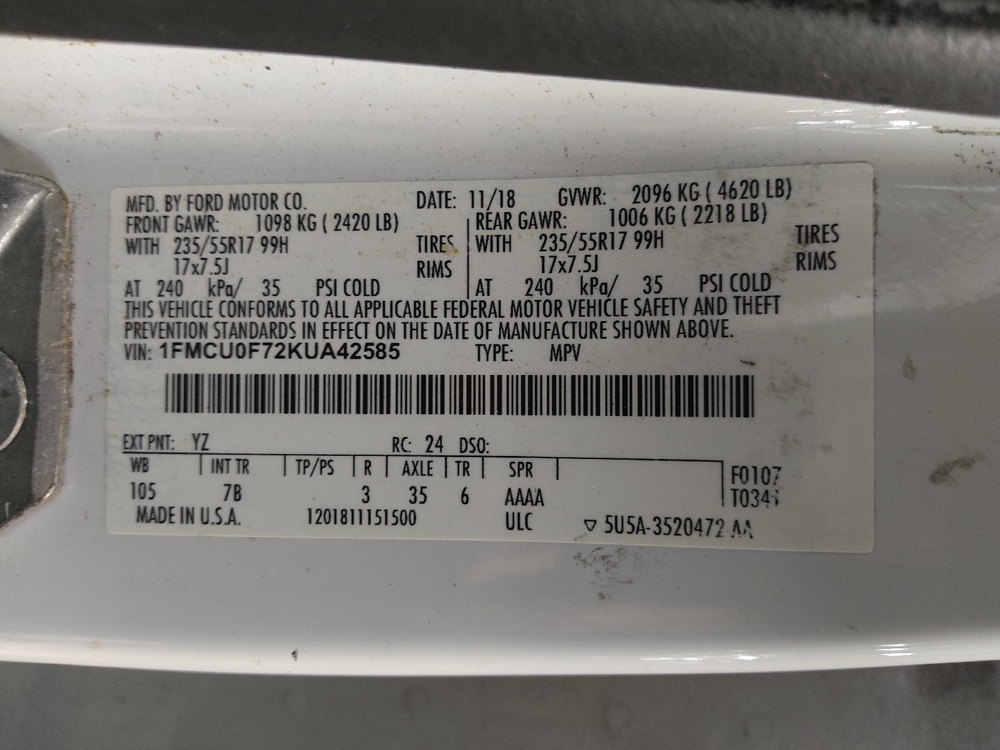 MFD. BY FORD MOTOR CO. DATE: 11/18 GVWR: 2096 KG ( 4620 LB)
FRONT GAWR: 1098 KG ( 2420 LB) REAR GAWR: 1006 KG ( 2218 LB)
WITH 235/55R17 99H TIRES WITH 235/55R17 99H TIRES
17x7.5J RIMS 17x7.5J RIMS
AT 240 kPa/ 35 PSI COLD AT 240 kPa/ 35 PSI COLD
THIS VEHICLE CONFORMS TO ALL APPLICABLE FEDERAL MOTOR VEHICLE SAFETY AND THEFT
PREVENTION STANDARDS IN EFFECT ON THE DATE OF MANUFACTURE SHOWN ABOVE.
VIN: 1FMCU0F72KUA42585 TYPE: MPV
EXT PNT: YZ RC: 24 DSO:
WB INT TR TP/PS R AXLE TR SPR F0107
105 7B 3 35 6 AAAA
MADE IN U.S.A. 1201811151500 ULC ▽ 5U5A-3520472 AA